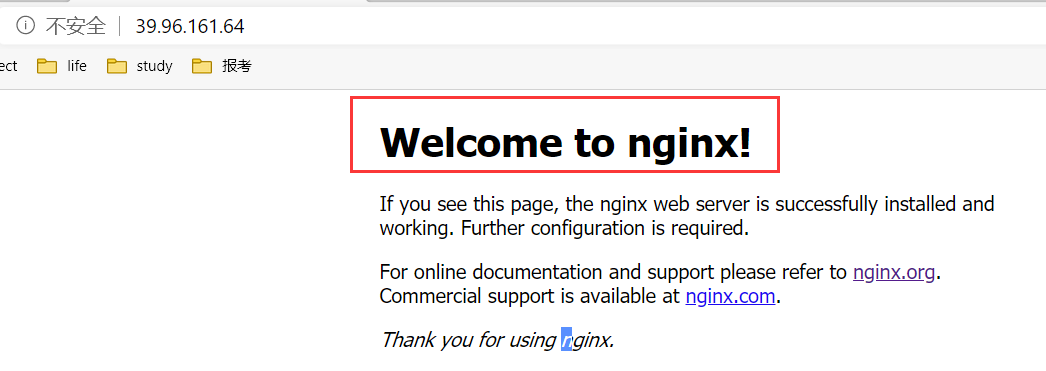 不安全 39.96.161.64
ect life study 报考
Welcome to nginx!
If you see this page, the nginx web server is successfully installed and
working. Further configuration is required.
For online documentation and support please refer to nginx.org.
Commercial support is available at nginx.com.
Thank you for using nginx.